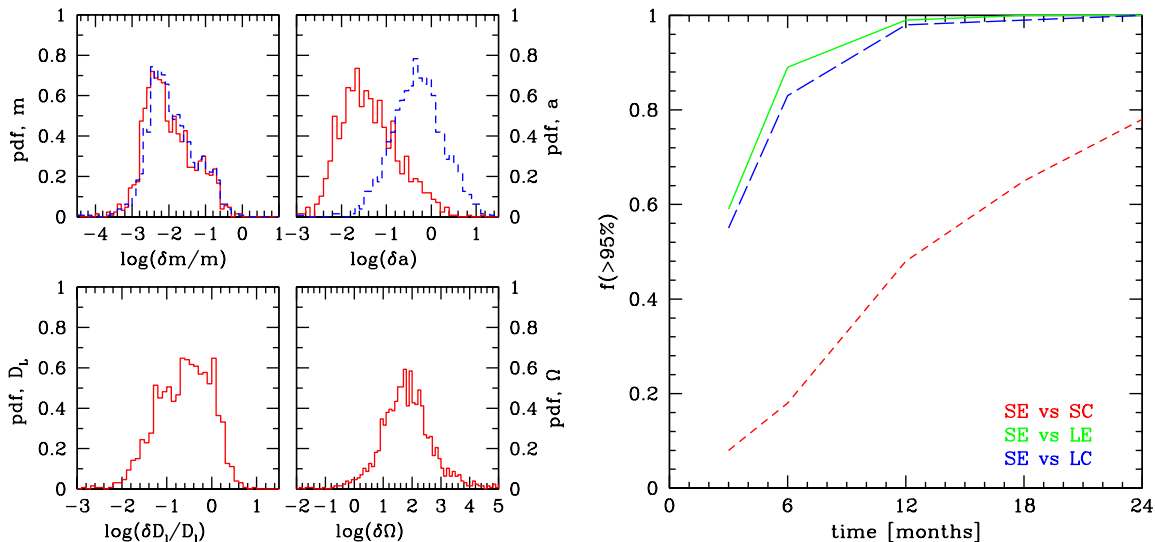 1 1 1
0.8 0.8 0.8
0.6 0.6 0.6
0.4 0.4 0.4
0.2 0.2 0.2
0 0 0
pdf, m
pdf, a
−4 −3 −2 −1 0 1
−3 −2 −1 0 1
log(δm/m)
log(δa)
1 1
0.8 0.8
0.6 0.6
0.4 0.4
0.2 0.2
0 0
pdf, D_L
pdf, Ω
−3 −2 −1 0 1
−2 −1 0 1 2 3 4 5
log(δD_l/D_l)
log(δΩ)
f(>95%)
SE vs SC
SE vs LE
SE vs LC
0 6 12 18 24
time [months]